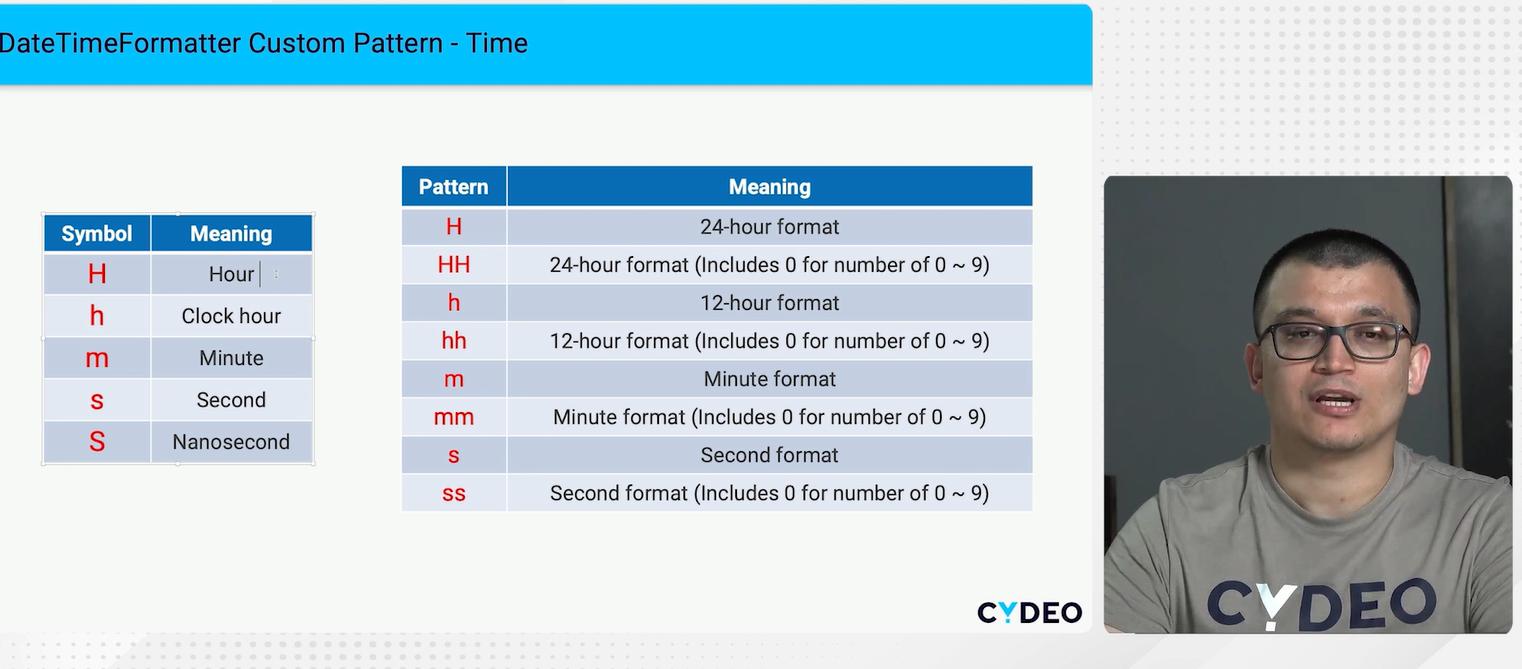 DateTimeFormatter Custom Pattern - Time
Symbol Meaning
H Hour
h Clock hour
m Minute
s Second
S Nanosecond
Pattern Meaning
H 24-hour format
HH 24-hour format (Includes 0 for number of 0 ~ 9)
h 12-hour format
hh 12-hour format (Includes 0 for number of 0 ~ 9)
m Minute format
mm Minute format (Includes 0 for number of 0 ~ 9)
s Second format
ss Second format (Includes 0 for number of 0 ~ 9)
CYDEO
CYDEO